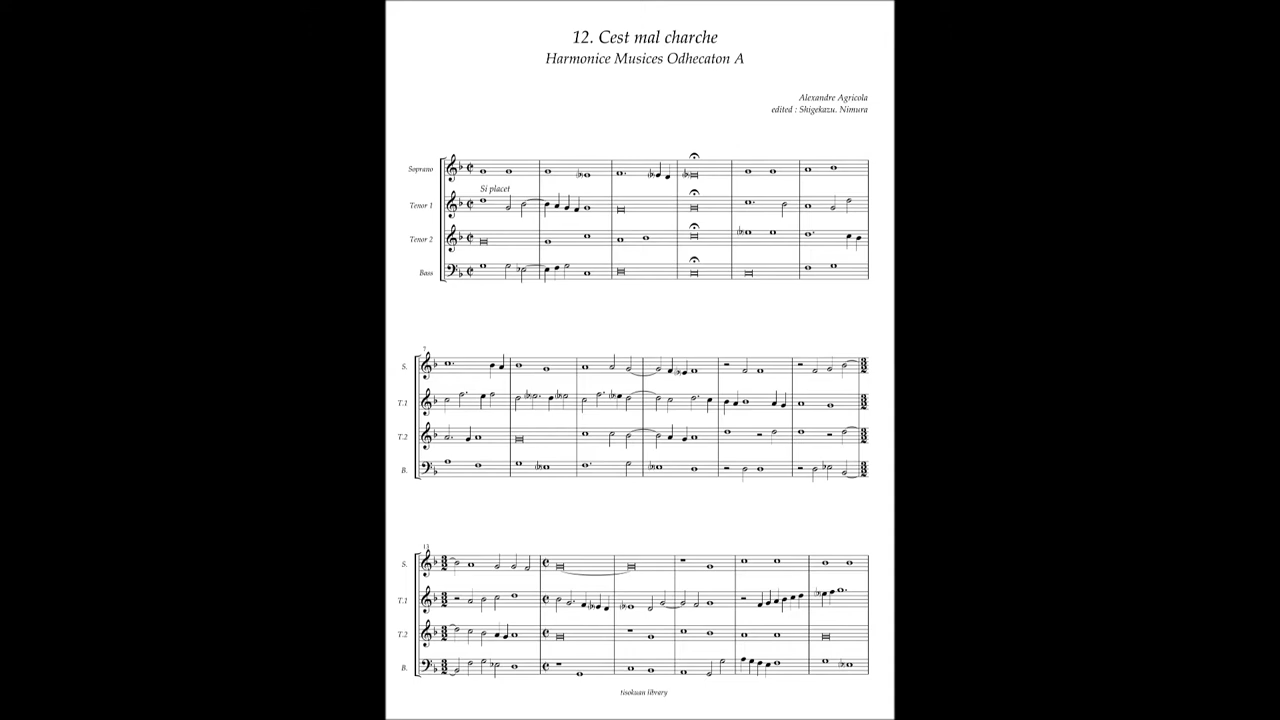 12. Cest mal charche
Harmonice Musices Odhecaton A
Alexandre Agricola
edited : Shigekazu. Nimura
Soprano
Si placet
Tenor 1
Tenor 2
Bass
7
S.
T.1
T.2
B.
13
S.
T.1
T.2
B.
tisokuan library